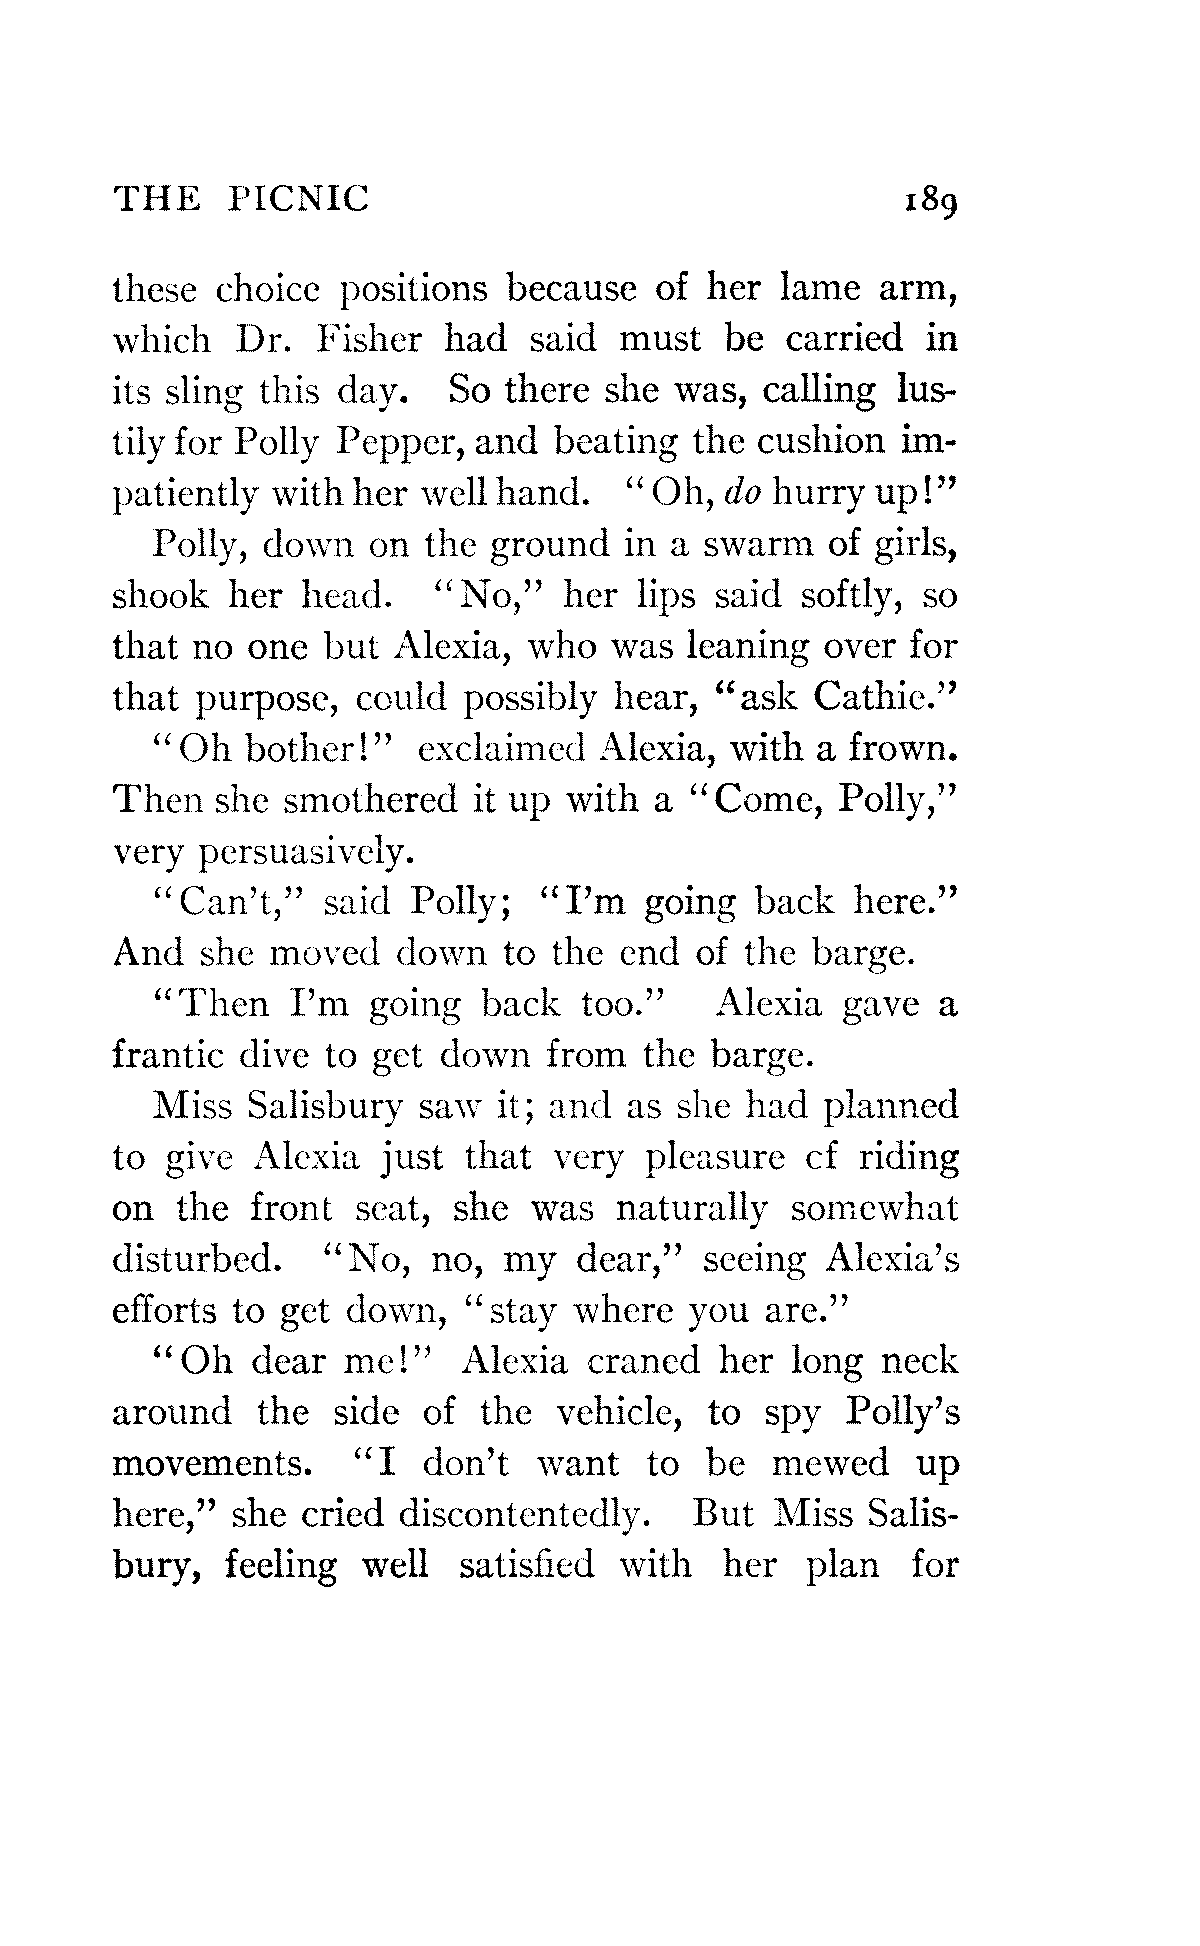 THE PICNIC 189
these choice positions because of her lame arm,
which Dr. Fisher had said must be carried in
its sling this day. So there she was, calling lus-
tily for Polly Pepper, and beating the cushion im-
patiently with her well hand. “Oh, do hurry up!”
Polly, down on the ground in a swarm of girls,
shook her head. “No,” her lips said softly, so
that no one but Alexia, who was leaning over for
that purpose, could possibly hear, “ask Cathie.”
“Oh bother!” exclaimed Alexia, with a frown.
Then she smothered it up with a “Come, Polly,”
very persuasively.
“Can’t,” said Polly; “I’m going back here.”
And she moved down to the end of the barge.
“Then I’m going back too.” Alexia gave a
frantic dive to get down from the barge.
Miss Salisbury saw it; and as she had planned
to give Alexia just that very pleasure of riding
on the front seat, she was naturally somewhat
disturbed. “No, no, my dear,” seeing Alexia’s
efforts to get down, “stay where you are.”
“Oh dear me!” Alexia craned her long neck
around the side of the vehicle, to spy Polly’s
movements. “I don’t want to be mewed up
here,” she cried discontentedly. But Miss Salis-
bury, feeling well satisfied with her plan for